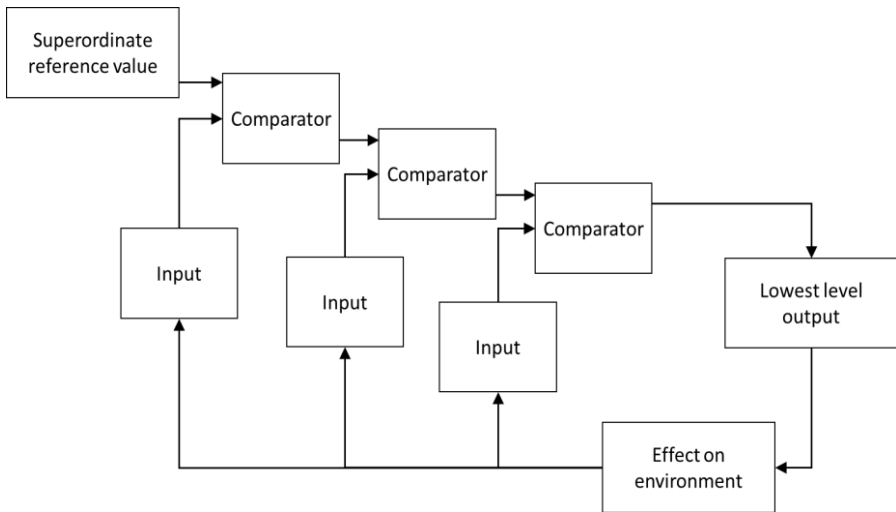 Superordinate
reference value
Comparator
Comparator
Comparator
Input
Input
Input
Lowest level
output
Effect on
environment